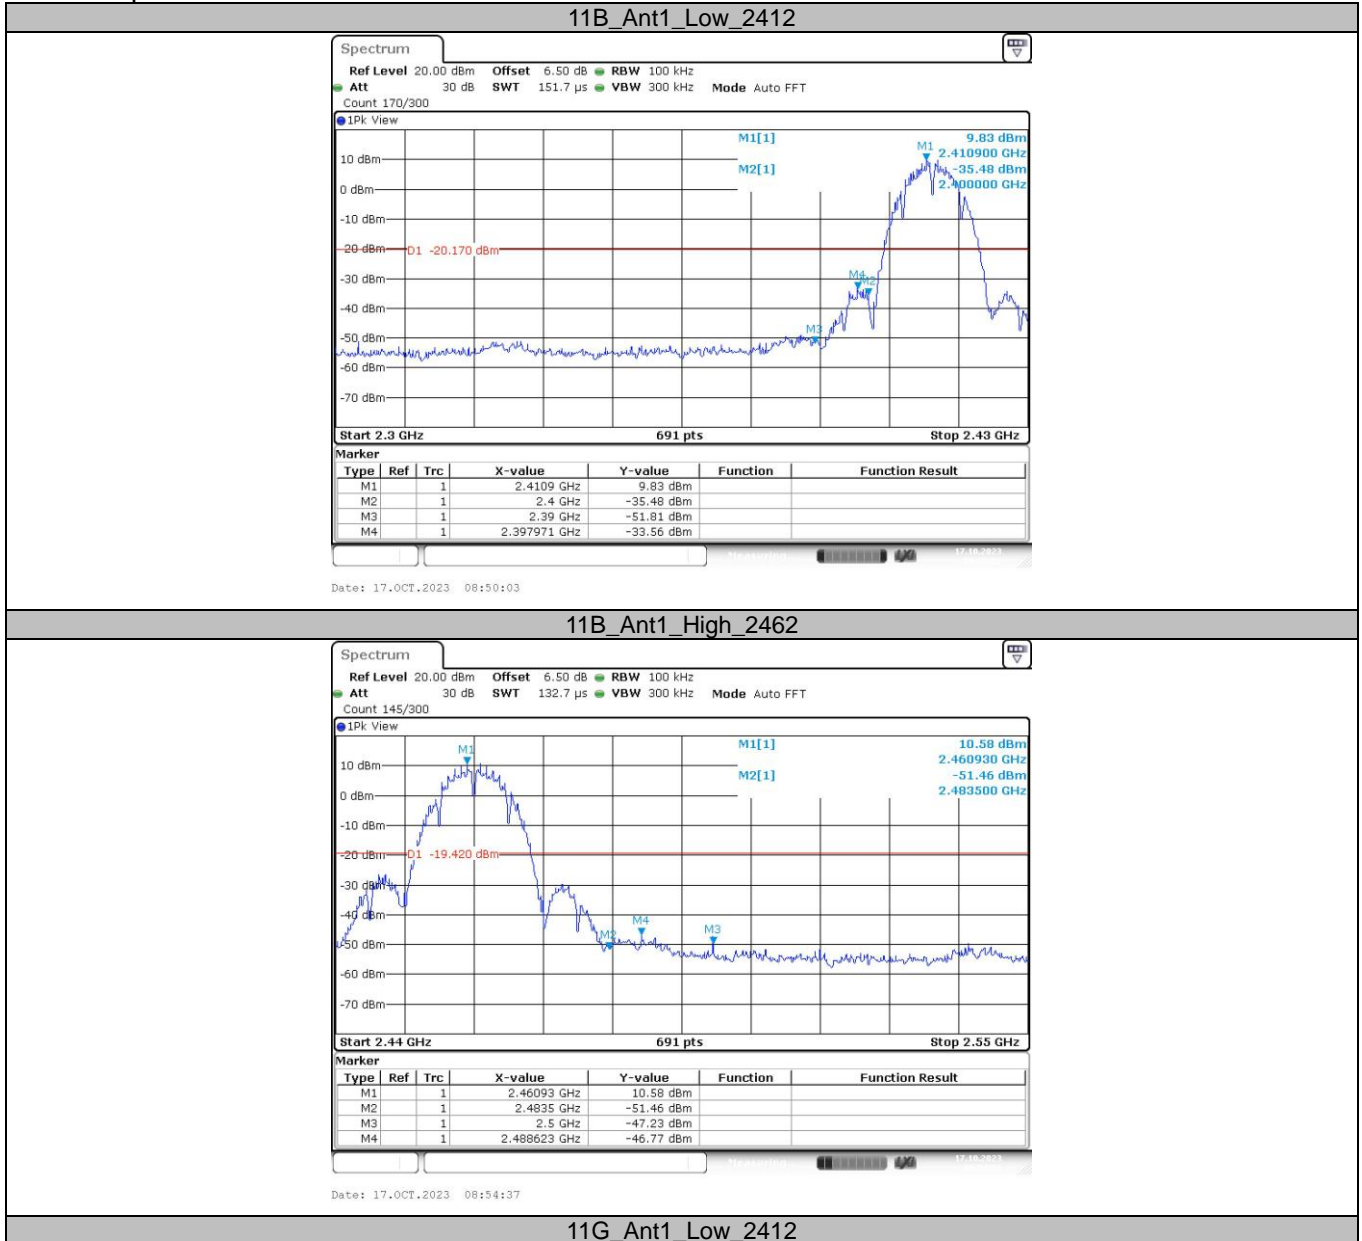 11B_Ant1_Low_2412
Spectrum
Ref Level 20.00 dBm Offset 6.50 dB RBW 100 kHz
Att 30 dB SWT 151.7 µs VBW 300 kHz Mode Auto FFT
Count 170/300
1Pk View
M1[1] 9.83 dBm
2.410900 GHz
M2[1] -35.48 dBm
2.400000 GHz
M1
10 dBm
0 dBm
-10 dBm
-20 dBm
D1 -20.170 dBm
-30 dBm
M4
M2
-40 dBm
-50 dBm
M3
-60 dBm
-70 dBm
Start 2.3 GHz 691 pts Stop 2.43 GHz
Marker
Type Ref Trc X-value Y-value Function Function Result
M1 1 2.4109 GHz 9.83 dBm
M2 1 2.4 GHz -35.48 dBm
M3 1 2.39 GHz -51.81 dBm
M4 1 2.397971 GHz -33.56 dBm
Measuring 17.10.2023
Date: 17.OCT.2023 08:50:03
11B_Ant1_High_2462
Spectrum
Ref Level 20.00 dBm Offset 6.50 dB RBW 100 kHz
Att 30 dB SWT 132.7 µs VBW 300 kHz Mode Auto FFT
Count 145/300
1Pk View
M1[1] 10.58 dBm
2.460930 GHz
M2[1] -51.46 dBm
2.483500 GHz
M1
10 dBm
0 dBm
-10 dBm
-20 dBm
D1 -19.420 dBm
-30 dBm
-40 dBm
M4
M3
M2
-50 dBm
-60 dBm
-70 dBm
Start 2.44 GHz 691 pts Stop 2.55 GHz
Marker
Type Ref Trc X-value Y-value Function Function Result
M1 1 2.46093 GHz 10.58 dBm
M2 1 2.4835 GHz -51.46 dBm
M3 1 2.5 GHz -47.23 dBm
M4 1 2.488623 GHz -46.77 dBm
Measuring 17.10.2023
Date: 17.OCT.2023 08:54:37
11G_Ant1_Low_2412